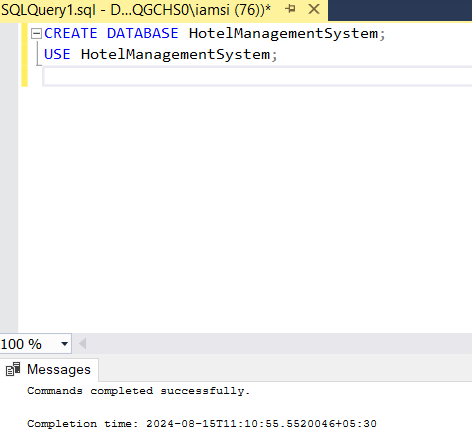 SQLQuery1.sql - D...QGCHS0\iamsi (76))*
CREATE DATABASE HotelManagementSystem;
USE HotelManagementSystem;
100 %
Messages
Commands completed successfully.
Completion time: 2024-08-15T11:10:55.5520046+05:30